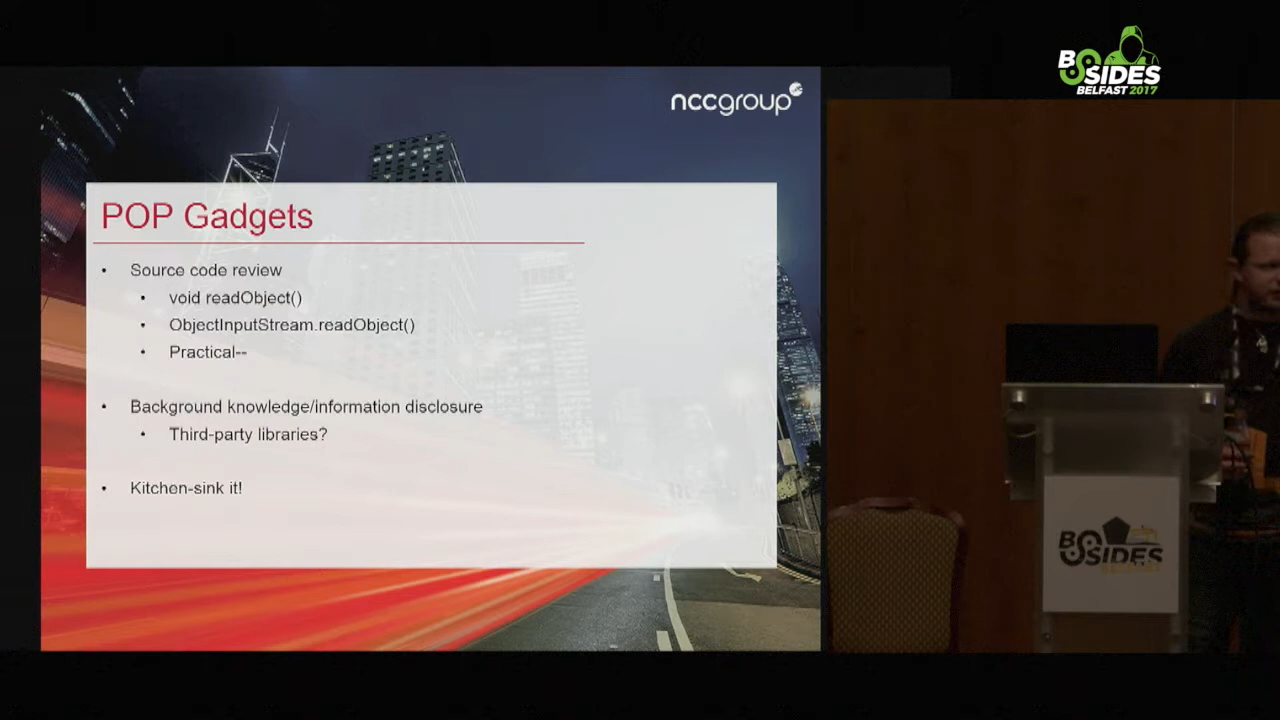 BSIDES
BELFAST 2017
nccgroup
POP Gadgets
• Source code review
• void readObject()
• ObjectInputStream.readObject()
• Practical--
• Background knowledge/information disclosure
• Third-party libraries?
• Kitchen-sink it!
BSIDES